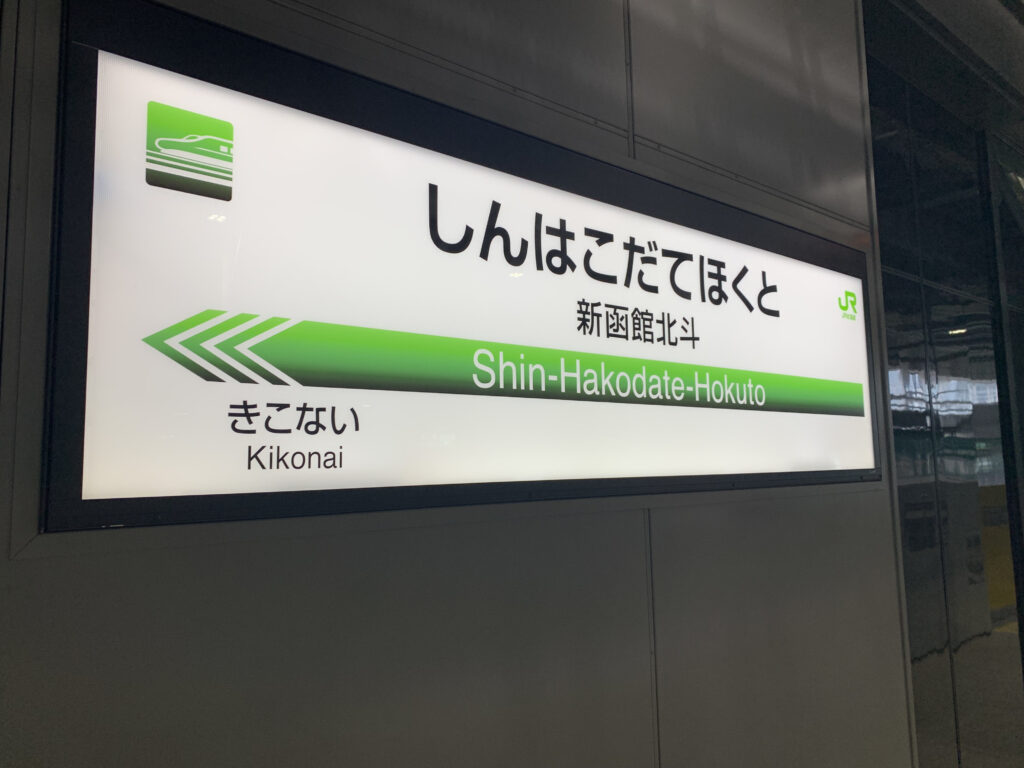 しんはこだてほくと
新函館北斗
JR
Shin-Hakodate-Hokuto
きこない
Kikonai